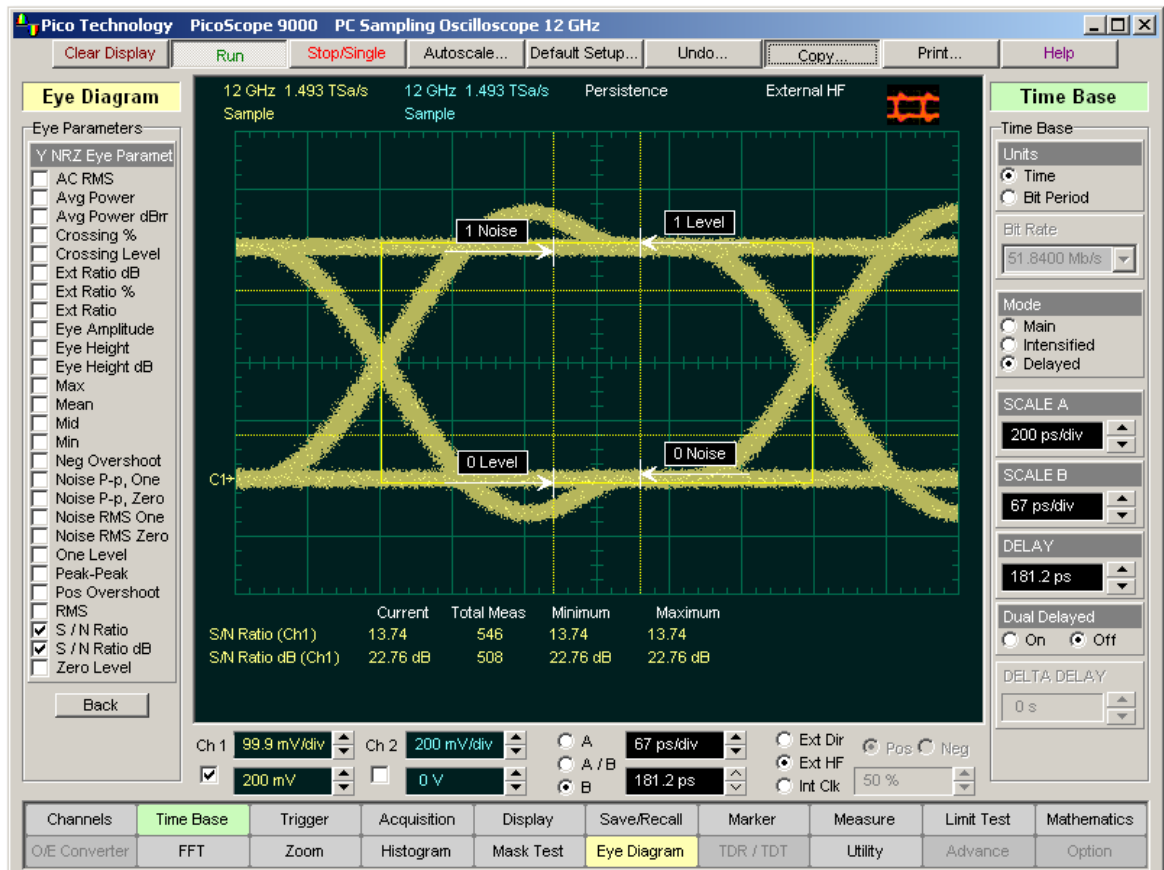 Pico Technology PicoScope 9000 PC Sampling Oscilloscope 12 GHz
Clear Display Run Stop/Single Autoscale... Default Setup... Undo... Copy... Print... Help
Eye Diagram
Eye Parameters
Y NRZ Eye Paramet
AC RMS
Avg Power
Avg Power dBm
Crossing %
Crossing Level
Ext Ratio dB
Ext Ratio %
Ext Ratio
Eye Amplitude
Eye Height
Eye Height dB
Max
Mean
Mid
Min
Neg Overshoot
Noise P-p, One
Noise P-p, Zero
Noise RMS One
Noise RMS Zero
One Level
Peak-Peak
Pos Overshoot
RMS
S / N Ratio
S / N Ratio dB
Zero Level
Back
12 GHz 1.493 TSa/s 12 GHz 1.493 TSa/s Persistence External HF
Sample Sample
1 Noise 1 Level
0 Level 0 Noise
C1
Current Total Meas Minimum Maximum
S/N Ratio (Ch1) 13.74 546 13.74 13.74
S/N Ratio dB (Ch1) 22.76 dB 508 22.76 dB 22.76 dB
Time Base
Time Base
Units
Time
Bit Period
Bit Rate
51.8400 Mb/s
Mode
Main
Intensified
Delayed
SCALE A
200 ps/div
SCALE B
67 ps/div
DELAY
181.2 ps
Dual Delayed
On Off
DELTA DELAY
0 s
Ch 1 99.9 mV/div Ch 2 200 mV/div A 67 ps/div Ext Dir Pos Neg
A / B Ext HF
200 mV 0 V B 181.2 ps Int Clk 50 %
Channels Time Base Trigger Acquisition Display Save/Recall Marker Measure Limit Test Mathematics
O/E Converter FFT Zoom Histogram Mask Test Eye Diagram TDR / TDT Utility Advance Option